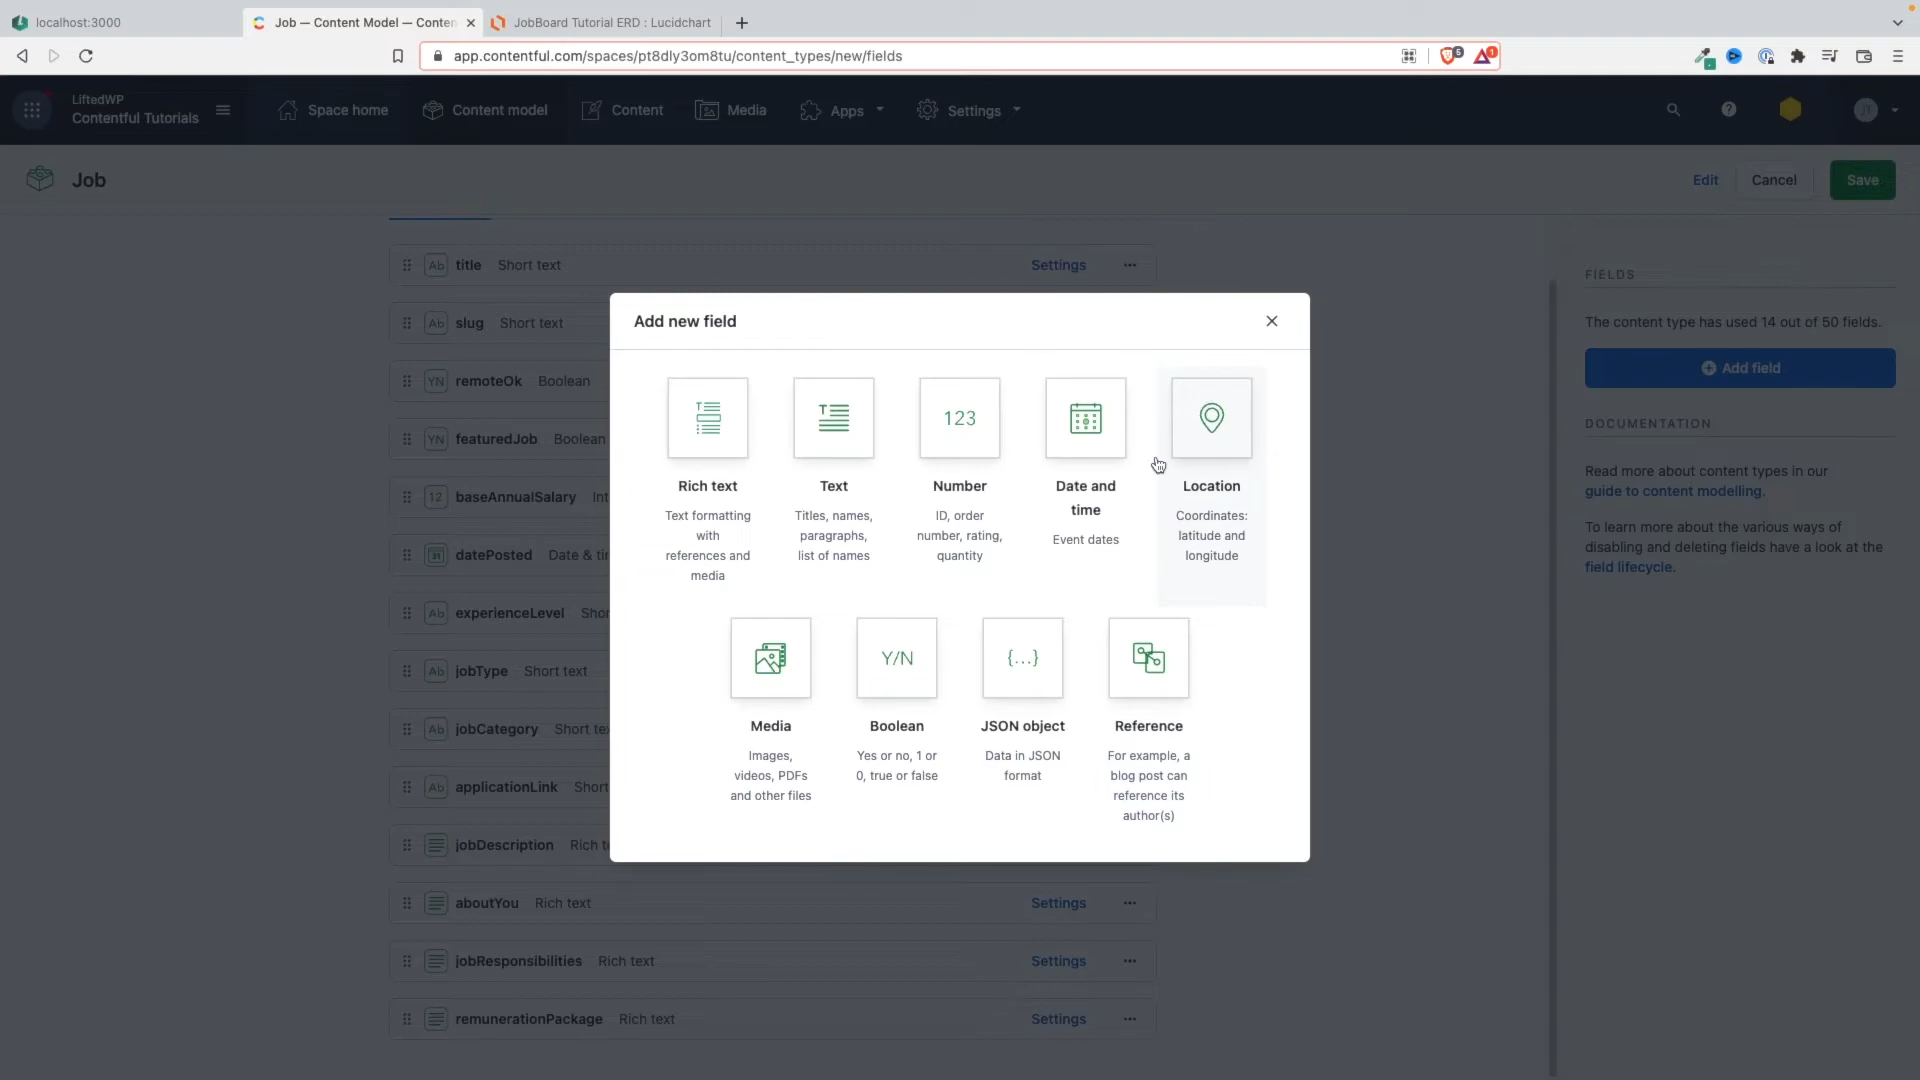 localhost:3000
Job — Content Model — Conten
JobBoard Tutorial ERD : Lucidchart
app.contentful.com/spaces/pt8dly3om8tu/content_types/new/fields
5
1
LiftedWP
Contentful Tutorials
Space home
Content model
Content
Media
Apps
Settings
JT
Job
Edit
Cancel
Save
Ab title Short text Settings
Ab slug Short text
YN remoteOk Boolean
YN featuredJob Boolean
12 baseAnnualSalary Int
31 datePosted Date & ti
Ab experienceLevel Shor
Ab jobType Short text
Ab jobCategory Short tex
Ab applicationLink Short
jobDescription Rich te
aboutYou Rich text Settings
jobResponsibilities Rich text Settings
remunerationPackage Rich text Settings
Add new field
123
Rich text
Text formatting
with
references and
media
Text
Titles, names,
paragraphs,
list of names
Number
ID, order
number, rating,
quantity
Date and
time
Event dates
Location
Coordinates:
latitude and
longitude
Y/N
{...}
Media
Images,
videos, PDFs
and other files
Boolean
Yes or no, 1 or
0, true or false
JSON object
Data in JSON
format
Reference
For example, a
blog post can
reference its
author(s)
FIELDS
The content type has used 14 out of 50 fields.
Add field
DOCUMENTATION
Read more about content types in our
guide to content modelling.
To learn more about the various ways of
disabling and deleting fields have a look at the
field lifecycle.